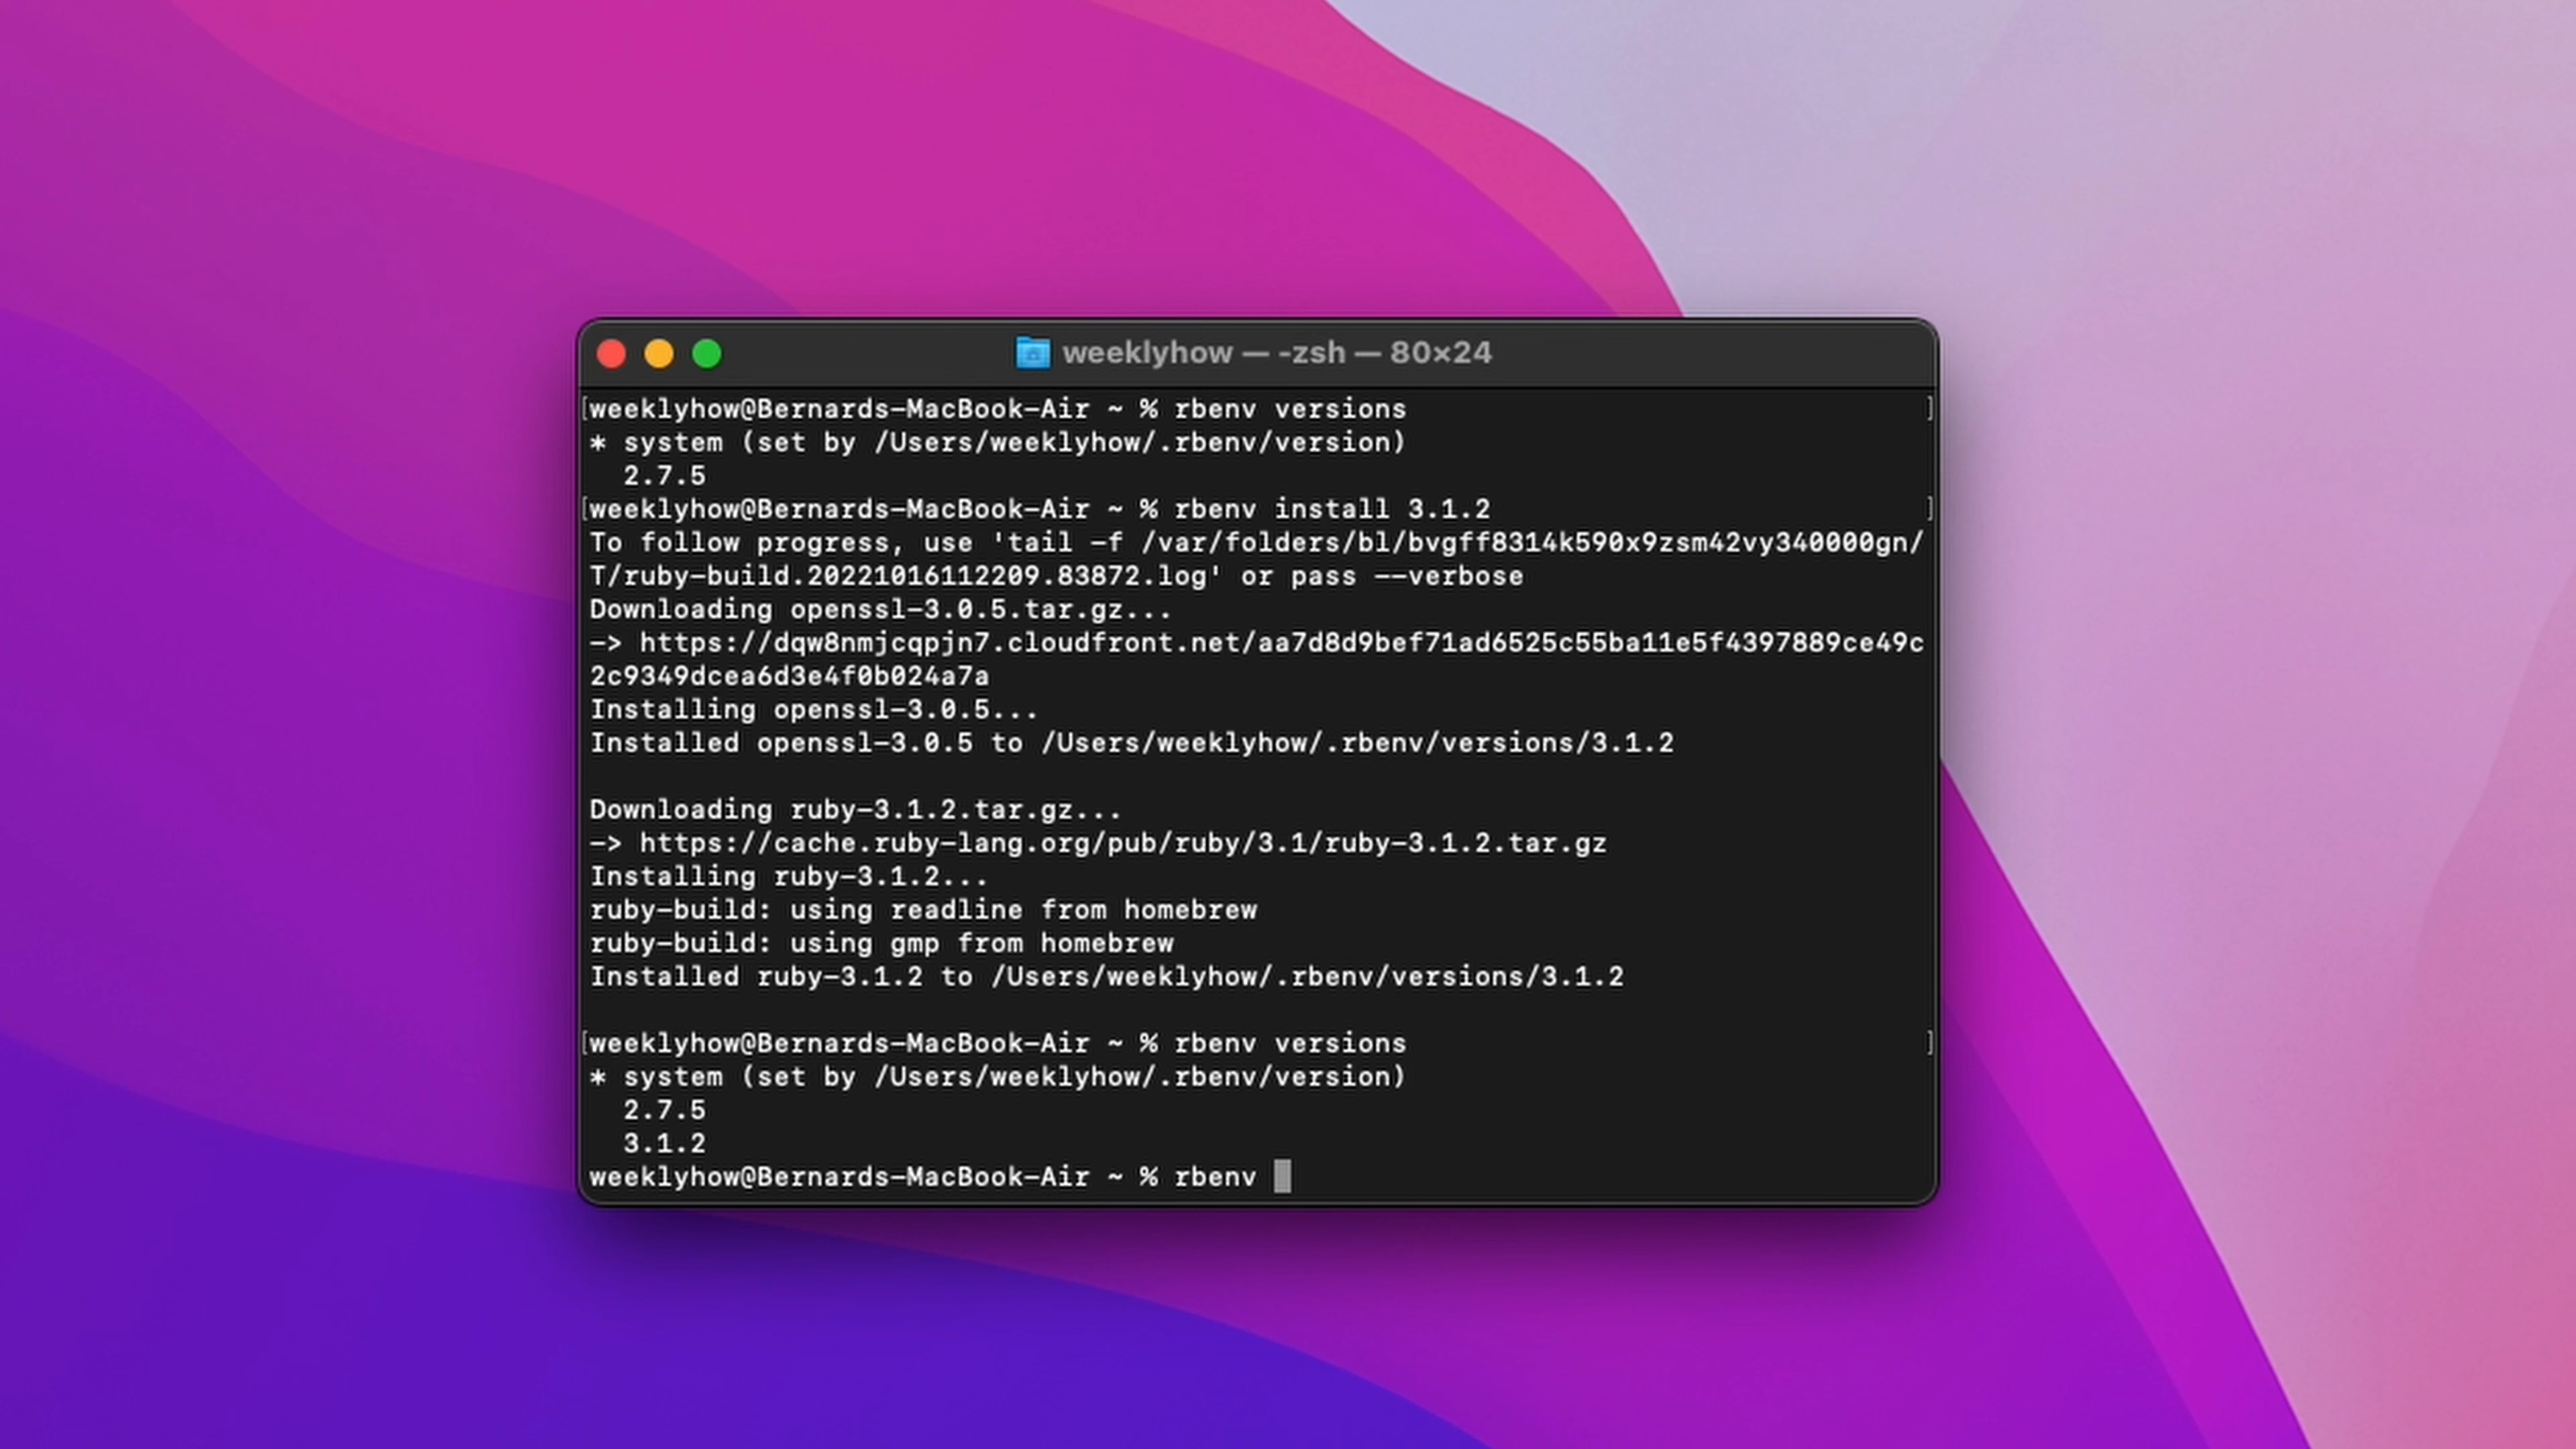 weeklyhow — -zsh — 80×24
[weeklyhow@Bernards-MacBook-Air ~ % rbenv versions ]
* system (set by /Users/weeklyhow/.rbenv/version)
  2.7.5
[weeklyhow@Bernards-MacBook-Air ~ % rbenv install 3.1.2 ]
To follow progress, use 'tail -f /var/folders/bl/bvgff8314k590x9zsm42vy340000gn/
T/ruby-build.20221016112209.83872.log' or pass --verbose
Downloading openssl-3.0.5.tar.gz...
-> https://dqw8nmjcqpjn7.cloudfront.net/aa7d8d9bef71ad6525c55ba11e5f4397889ce49c
2c9349dcea6d3e4f0b024a7a
Installing openssl-3.0.5...
Installed openssl-3.0.5 to /Users/weeklyhow/.rbenv/versions/3.1.2
Downloading ruby-3.1.2.tar.gz...
-> https://cache.ruby-lang.org/pub/ruby/3.1/ruby-3.1.2.tar.gz
Installing ruby-3.1.2...
ruby-build: using readline from homebrew
ruby-build: using gmp from homebrew
Installed ruby-3.1.2 to /Users/weeklyhow/.rbenv/versions/3.1.2
[weeklyhow@Bernards-MacBook-Air ~ % rbenv versions ]
* system (set by /Users/weeklyhow/.rbenv/version)
  2.7.5
  3.1.2
weeklyhow@Bernards-MacBook-Air ~ % rbenv